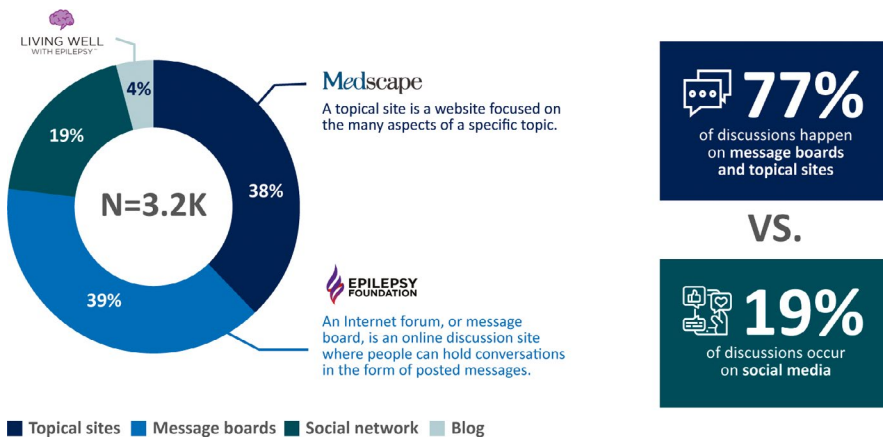 LIVING WELL
WITH EPILEPSY™
4%
19%
38%
39%
N=3.2K
Medscape
A topical site is a website focused on
the many aspects of a specific topic.
EPILEPSY
FOUNDATION
An Internet forum, or message
board, is an online discussion site
where people can hold conversations
in the form of posted messages.
77%
of discussions happen
on message boards
and topical sites
VS.
19%
of discussions occur
on social media
Topical sites Message boards Social network Blog